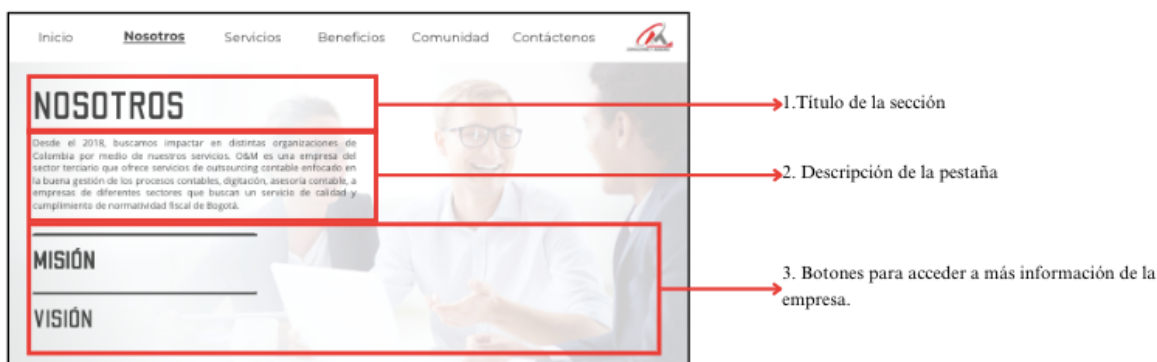 Inicio Nosotros Servicios Beneficios Comunidad Contáctenos
NOSOTROS
1.Título de la sección
Desde el 2018, buscamos impactar en distintas organizaciones de
Colombia por medio de nuestros servicios. O&M es una empresa del
sector terciario que ofrece servicios de outsourcing contable enfocado en
la buena gestión de los procesos contables, digitación, asesoría contable, a
empresas de diferentes sectores que buscan un servicio de calidad y
cumplimiento de normatividad fiscal de Bogotá.
2. Descripción de la pestaña
MISIÓN
VISIÓN
3. Botones para acceder a más información de la
empresa.